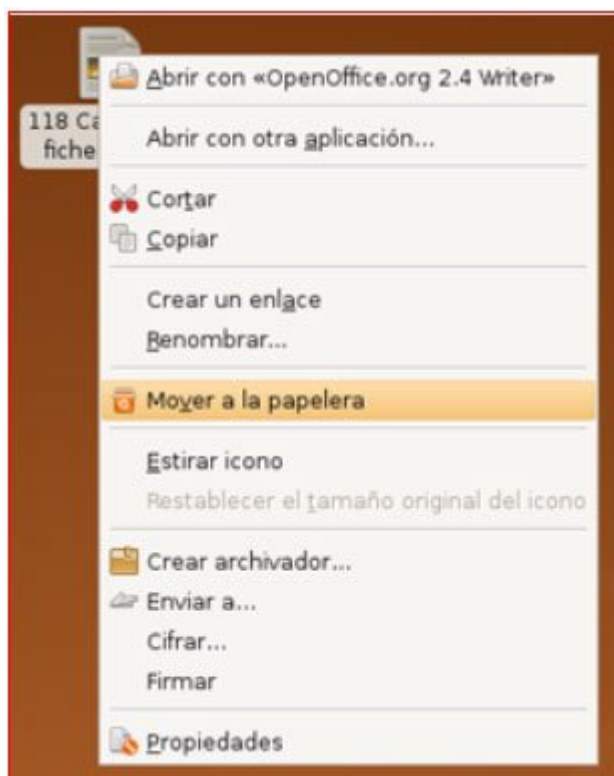 118 Ca
fiche
Abrir con «OpenOffice.org 2.4 Writer»
Abrir con otra aplicación...
Cortar
Copiar
Crear un enlace
Renombrar...
Mover a la papelera
Estirar icono
Restablecer el tamaño original del icono
Crear archivador...
Enviar a...
Cifrar...
Firmar
Propiedades